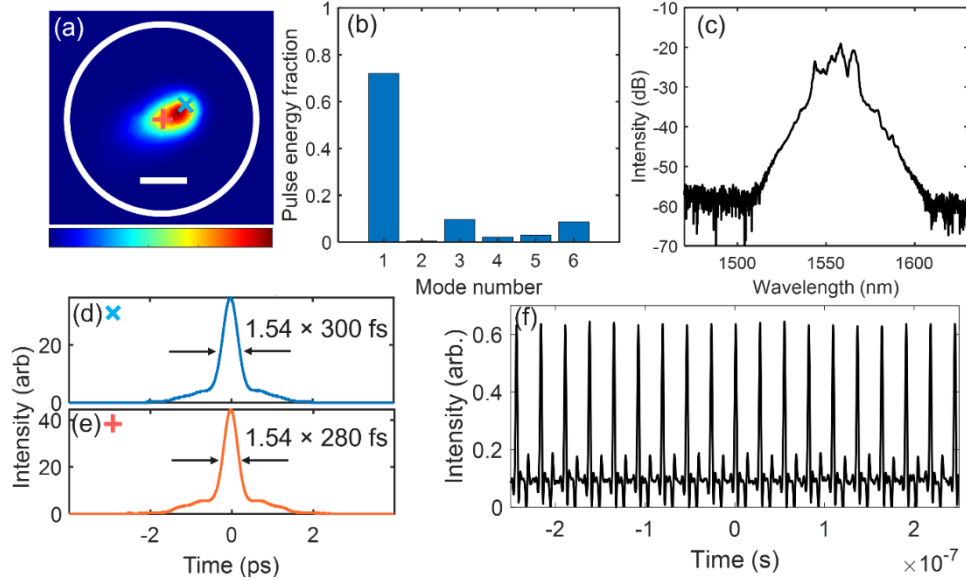 (a)
(b)
Pulse energy fraction
1
0.8
0.6
0.4
0.2
0
1 2 3 4 5 6
Mode number
(c)
Intensity (dB)
-10
-20
-30
-40
-50
-60
-70
1500 1550 1600
Wavelength (nm)
(d)
1.54 × 300 fs
20
0
Intensity (arb)
(e)
1.54 × 280 fs
40
20
0
-2 0 2
Time (ps)
(f)
Intensity (arb.)
0.6
0.4
0.2
0
-2 -1 0 1 2
Time (s)
×10⁻⁷